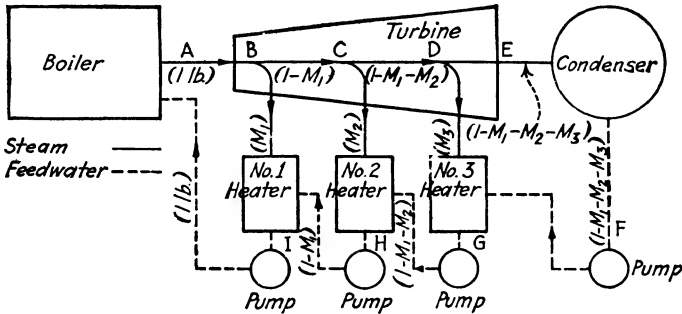 Turbine
Boiler
A
B
C
D
E
Condenser
(1 lb.)
(1-M₁)
(1-M₁-M₂)
(1-M₁-M₂-M₃)
(M₁)
(M₂)
(M₃)
Steam
Feedwater
No.1
Heater
No.2
Heater
No.3
Heater
(1 lb.)
(1-M₁)
(1-M₁-M₂)
(1-M₁-M₂-M₃)
I
H
G
F
Pump
Pump
Pump
Pump